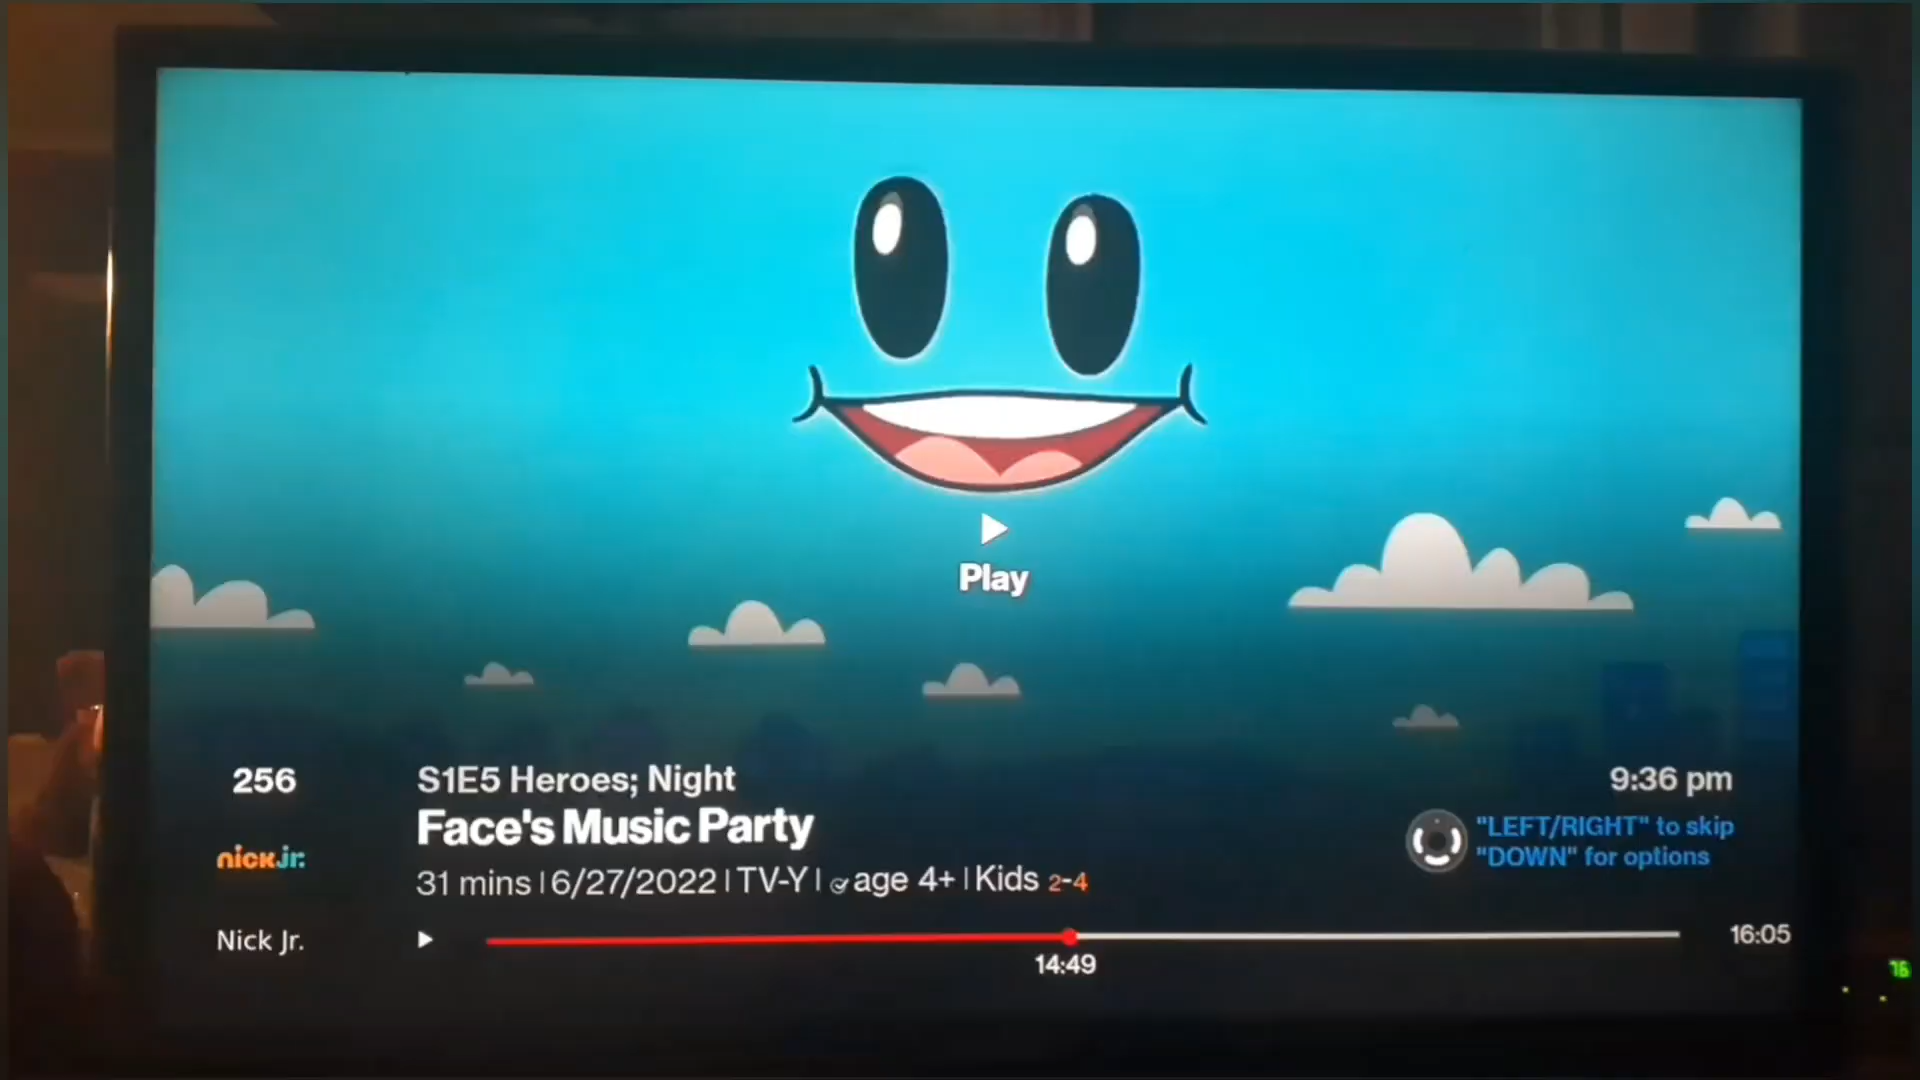 Play
256
S1E5 Heroes; Night
9:36 pm
Face's Music Party
"LEFT/RIGHT" to skip
"DOWN" for options
nick jr.
31 mins | 6/27/2022 | TV-Y | age 4+ | Kids 2-4
Nick Jr.
16:05
14:49
76